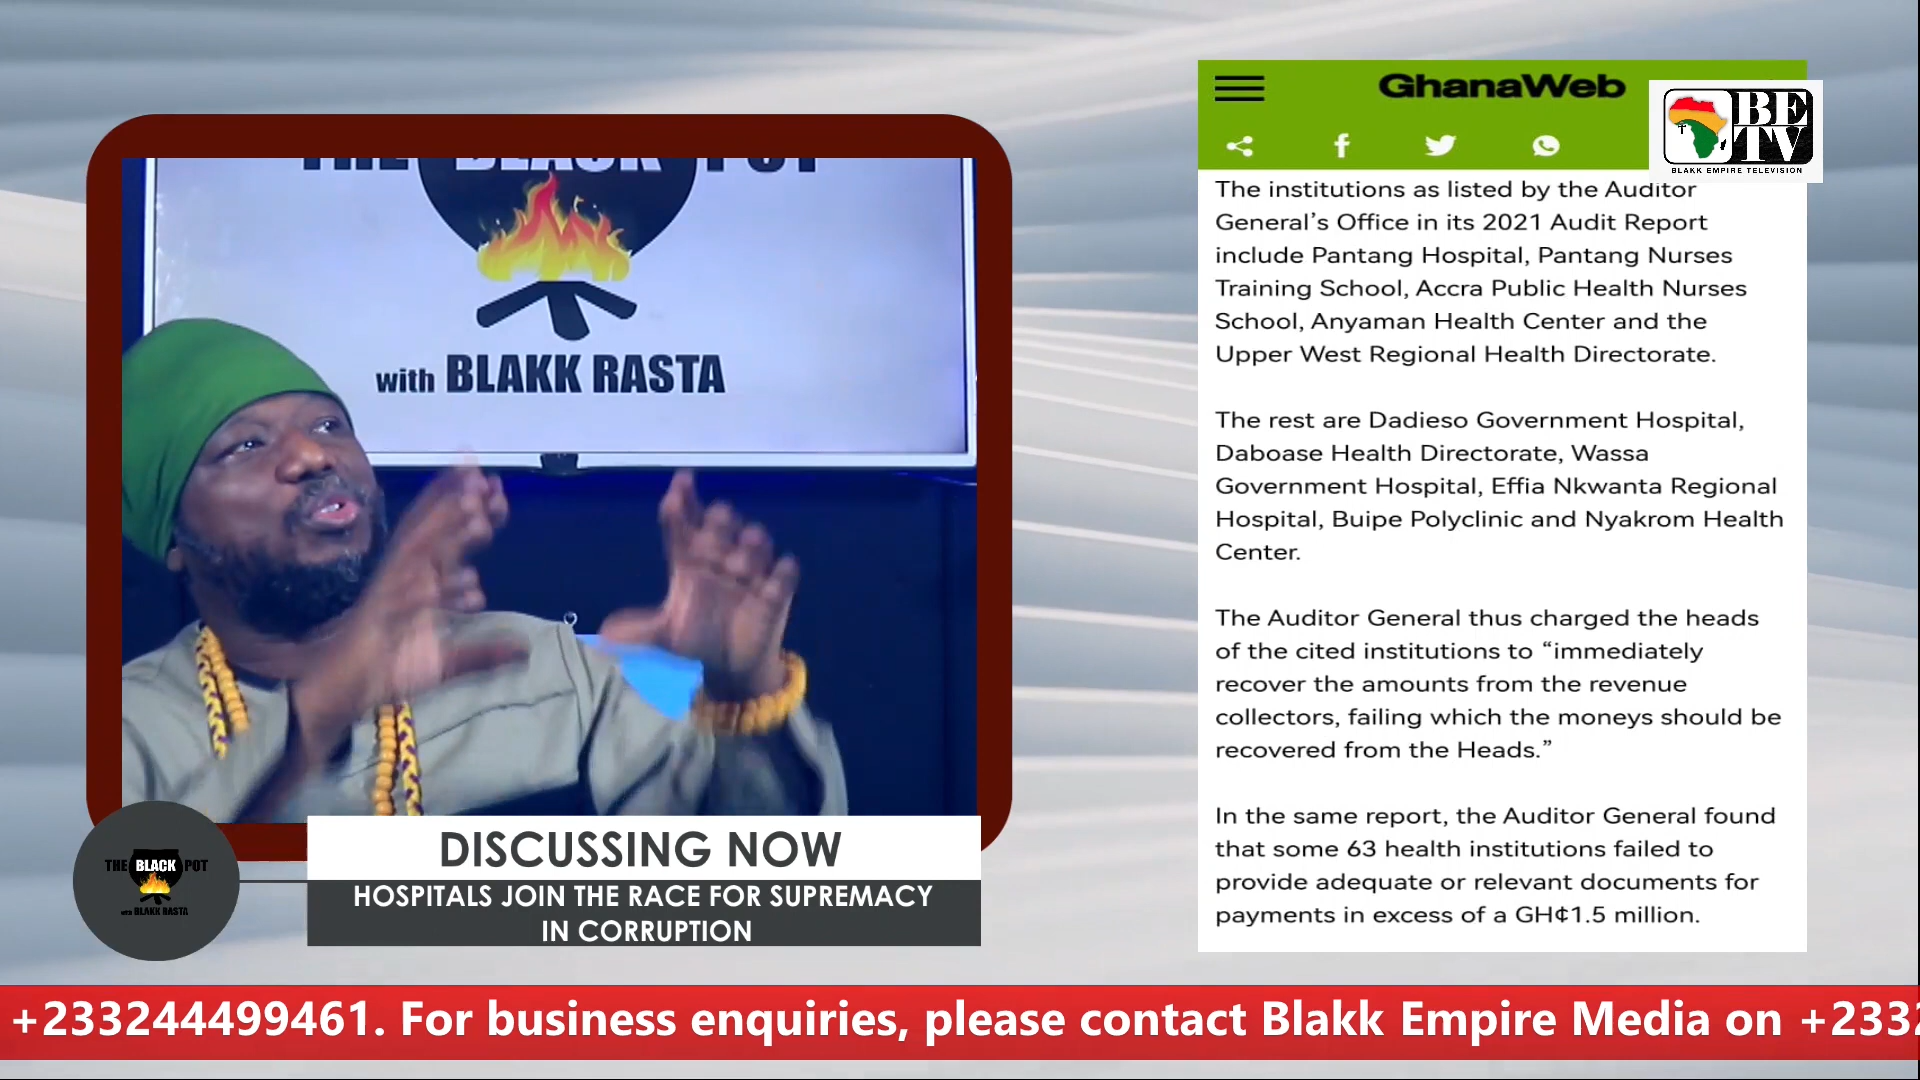 THE BLACK POT
with BLAKK RASTA
GhanaWeb
BE
TV
BLAKK EMPIRE TELEVISION
The institutions as listed by the Auditor
General's Office in its 2021 Audit Report
include Pantang Hospital, Pantang Nurses
Training School, Accra Public Health Nurses
School, Anyaman Health Center and the
Upper West Regional Health Directorate.
The rest are Dadieso Government Hospital,
Daboase Health Directorate, Wassa
Government Hospital, Effia Nkwanta Regional
Hospital, Buipe Polyclinic and Nyakrom Health
Center.
The Auditor General thus charged the heads
of the cited institutions to “immediately
recover the amounts from the revenue
collectors, failing which the moneys should be
recovered from the Heads.”
In the same report, the Auditor General found
that some 63 health institutions failed to
provide adequate or relevant documents for
payments in excess of a GH¢1.5 million.
THE BLACK POT
with BLAKK RASTA
DISCUSSING NOW
HOSPITALS JOIN THE RACE FOR SUPREMACY
IN CORRUPTION
+233244499461. For business enquiries, please contact Blakk Empire Media on +233